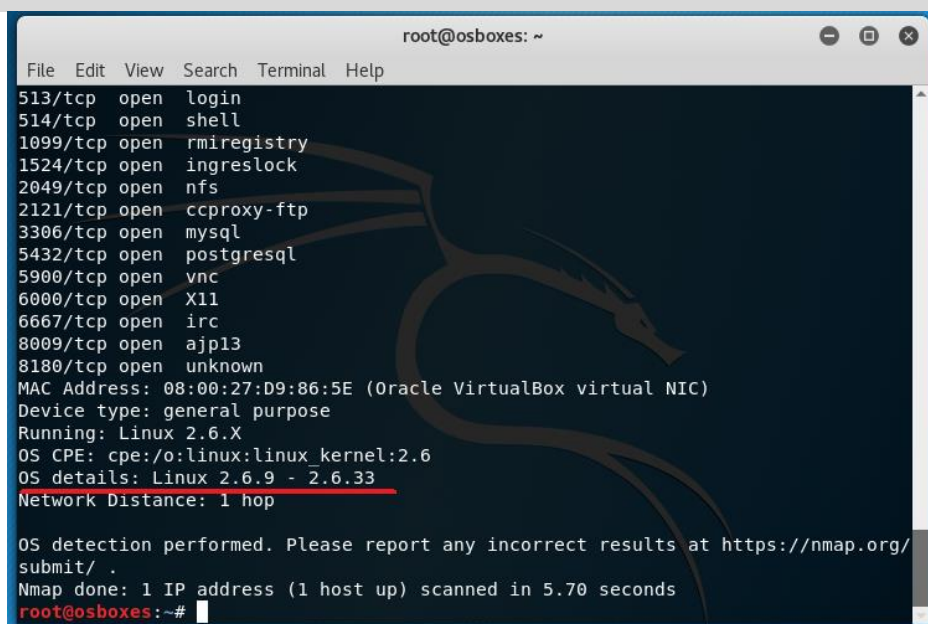 root@osboxes: ~
File Edit View Search Terminal Help
513/tcp open login
514/tcp open shell
1099/tcp open rmiregistry
1524/tcp open ingreslock
2049/tcp open nfs
2121/tcp open ccproxy-ftp
3306/tcp open mysql
5432/tcp open postgresql
5900/tcp open vnc
6000/tcp open X11
6667/tcp open irc
8009/tcp open ajp13
8180/tcp open unknown
MAC Address: 08:00:27:D9:86:5E (Oracle VirtualBox virtual NIC)
Device type: general purpose
Running: Linux 2.6.X
OS CPE: cpe:/o:linux:linux_kernel:2.6
OS details: Linux 2.6.9 - 2.6.33
Network Distance: 1 hop
OS detection performed. Please report any incorrect results at https://nmap.org/
submit/ .
Nmap done: 1 IP address (1 host up) scanned in 5.70 seconds
root@osboxes:~#